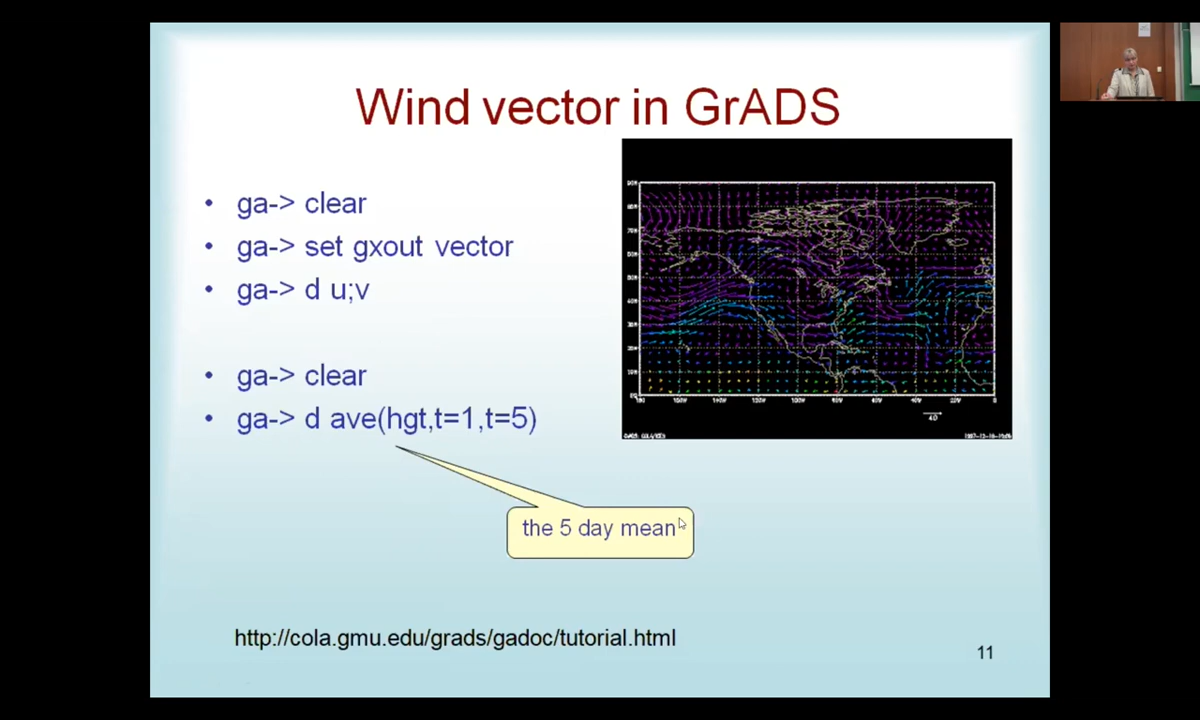 Wind vector in GrADS
• ga-> clear
• ga-> set gxout vector
• ga-> d u;v
• ga-> clear
• ga-> d ave(hgt,t=1,t=5)
40
the 5 day mean
http://cola.gmu.edu/grads/gadoc/tutorial.html
11